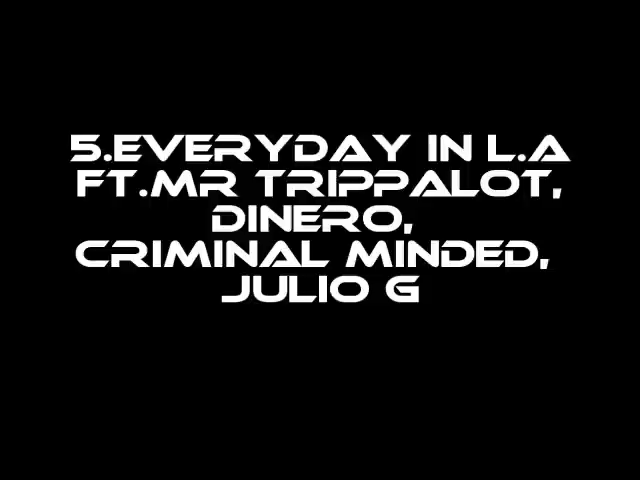 5.EVERYDAY IN L.A
FT.MR TRIPPALOT,
DINERO,
CRIMINAL MINDED,
JULIO G